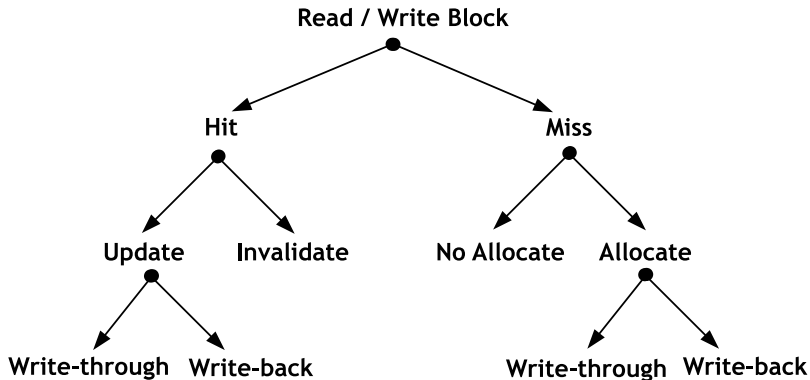 Read / Write Block
Hit
Miss
Update
Invalidate
No Allocate
Allocate
Write-through
Write-back
Write-through
Write-back